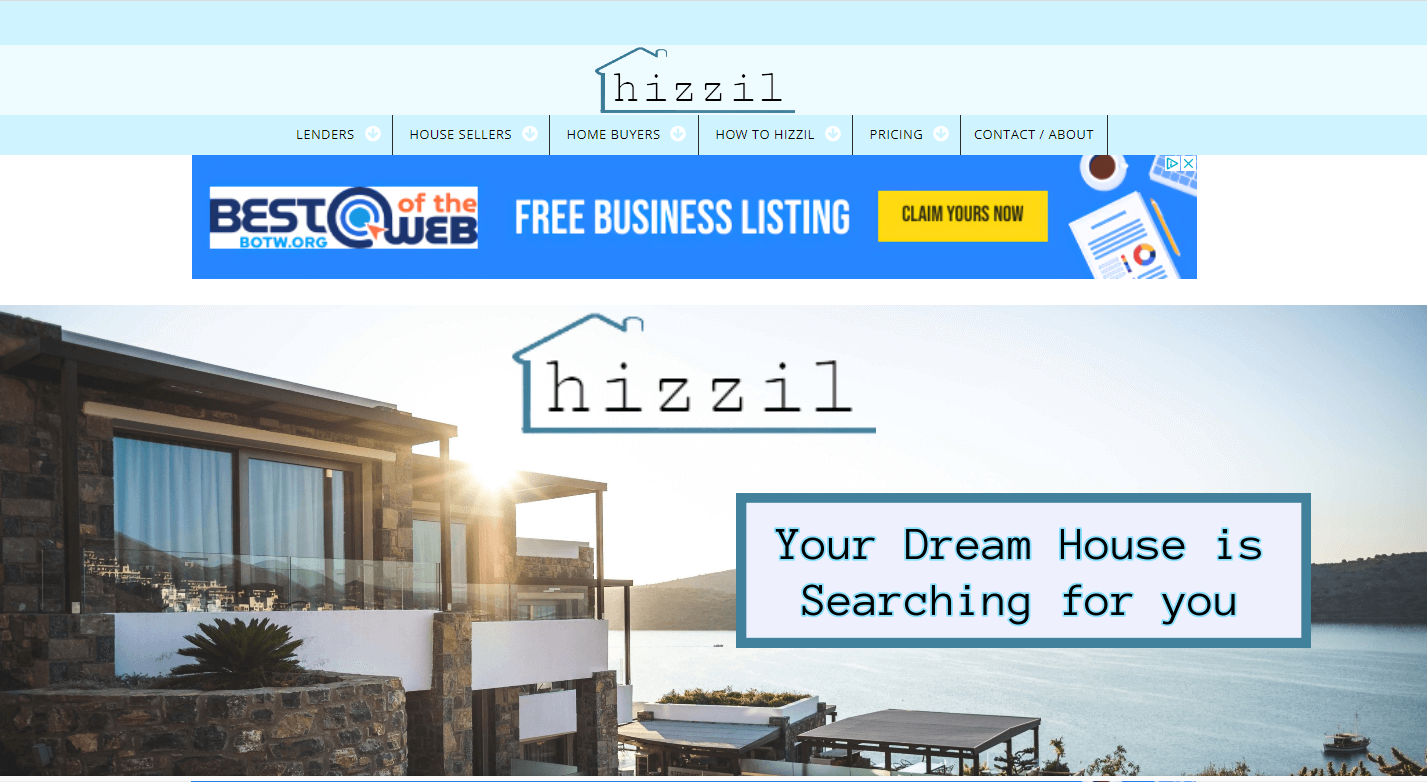 hizzil
LENDERS HOUSE SELLERS HOME BUYERS HOW TO HIZZIL PRICING CONTACT / ABOUT
BEST OF THE WEB
BOTW.ORG
FREE BUSINESS LISTING
CLAIM YOURS NOW
hizzil
Your Dream House is
Searching for you